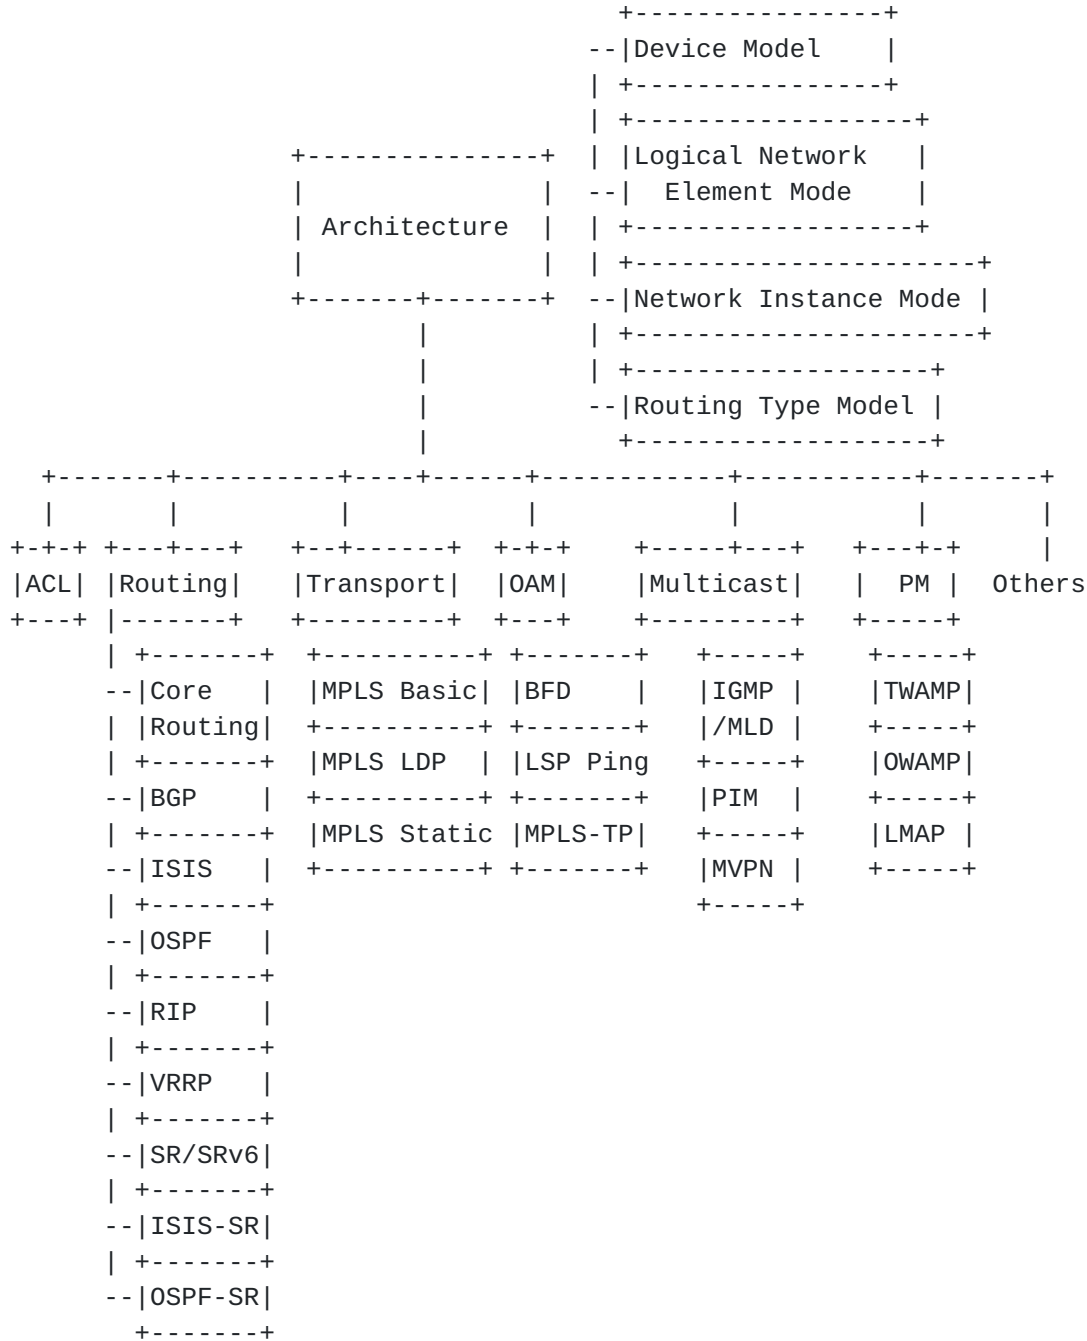 +----------------+
                                      --|Device Model    |
                                      | +----------------+
                                      | +------------------+
                   +---------------+  | |Logical Network   |
                   |               |  --|  Element Mode    |
                   | Architecture  |  | +------------------+
                   |               |  | +----------------------+
                   +-------+-------+  --|Network Instance Mode |
                           |          | +----------------------+
                           |          | +-------------------+
                           |          --|Routing Type Model |
                           |            +-------------------+
   +-------+----------+----+------+------------+-----------+-------+
   |       |          |           |            |           |       |
 +-+-+ +---+---+   +--+------+  +-+-+    +-----+---+   +---+-+     |
 |ACL| |Routing|   |Transport|  |OAM|    |Multicast|   |  PM |  Others
 +---+ |-------+   +---------+  +---+    +---------+   +-----+
       | +-------+  +----------+ +-------+   +-----+    +-----+
       --|Core   |  |MPLS Basic| |BFD    |   |IGMP |    |TWAMP|
       | |Routing|  +----------+ +-------+   |/MLD |    +-----+
       | +-------+  |MPLS LDP  | |LSP Ping   +-----+    |OWAMP|
       --|BGP    |  +----------+ +-------+   |PIM  |    +-----+
       | +-------+  |MPLS Static |MPLS-TP|   +-----+    |LMAP |
       --|ISIS   |  +----------+ +-------+   |MVPN |    +-----+
       | +-------+                           +-----+
       --|OSPF   |
       | +-------+
       --|RIP    |
       | +-------+
       --|VRRP   |
       | +-------+
       --|SR/SRv6|
       | +-------+
       --|ISIS-SR|
       | +-------+
       --|OSPF-SR|
         +-------+